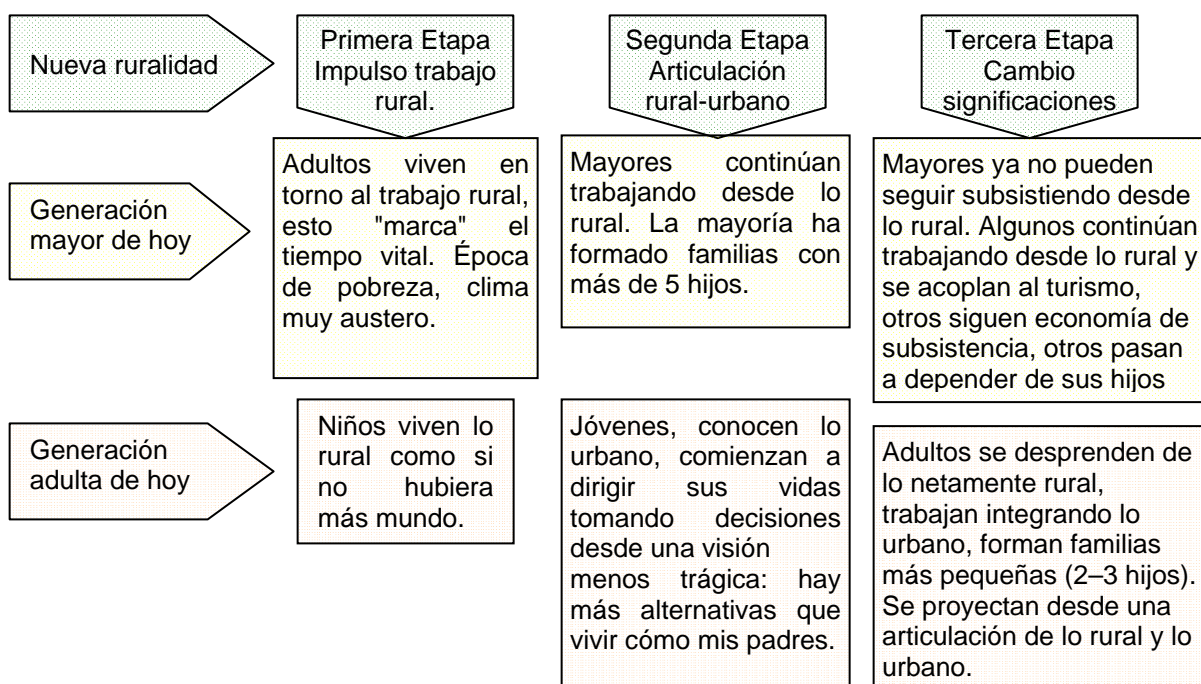 Nueva ruralidad
Primera Etapa
Impulso trabajo
rural.
Segunda Etapa
Articulación
rural-urbano
Tercera Etapa
Cambio
significaciones
Generación
mayor de hoy
Adultos viven en
torno al trabajo rural,
esto "marca" el
tiempo vital. Época
de pobreza, clima
muy austero.
Mayores continúan
trabajando desde lo
rural. La mayoría ha
formado familias con
más de 5 hijos.
Mayores ya no pueden
seguir subsistiendo desde
lo rural. Algunos continúan
trabajando desde lo rural y
se acoplan al turismo,
otros siguen economía de
subsistencia, otros pasan
a depender de sus hijos
Generación
adulta de hoy
Niños viven lo
rural como si
no hubiera
más mundo.
Jóvenes, conocen lo
urbano, comienzan a
dirigir sus vidas
tomando decisiones
desde una visión
menos trágica: hay
más alternativas que
vivir cómo mis padres.
Adultos se desprenden de
lo netamente rural,
trabajan integrando lo
urbano, forman familias
más pequeñas (2–3 hijos).
Se proyectan desde una
articulación de lo rural y lo
urbano.